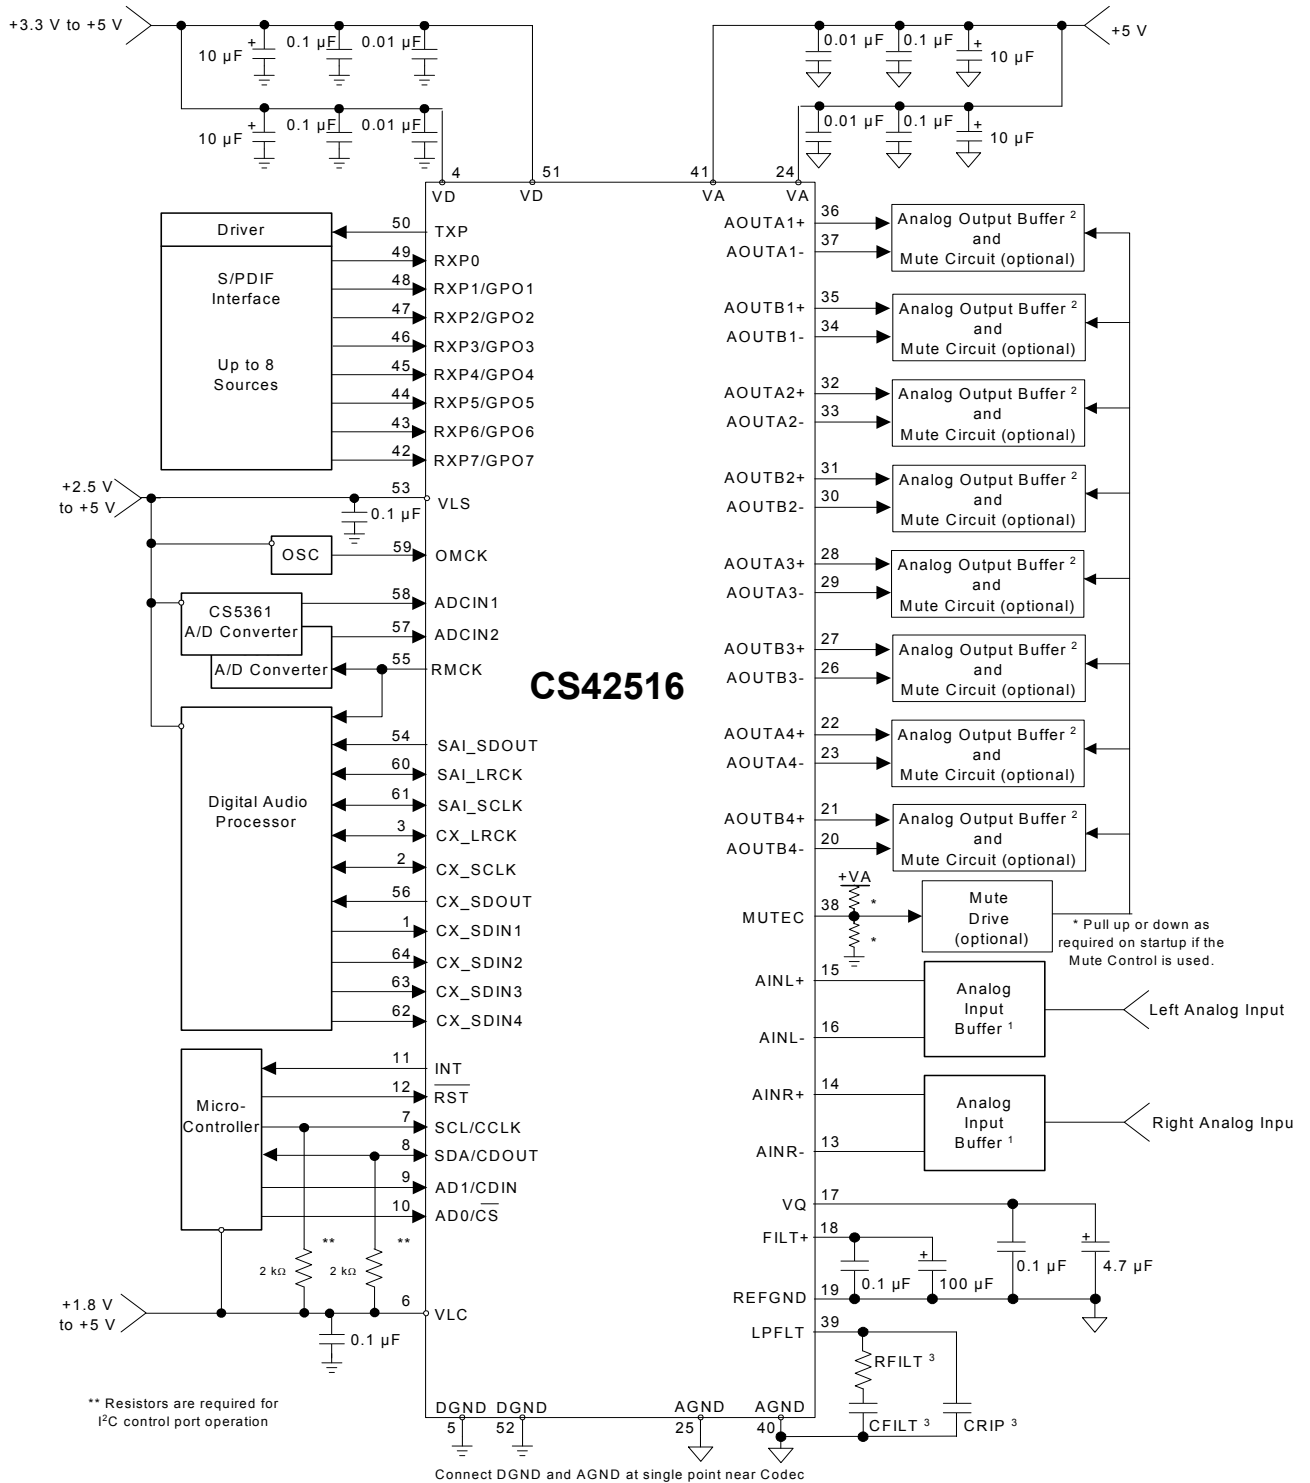 +3.3 V to +5 V
+5 V
10 µF
+
0.1 µF
0.01 µF
0.01 µF
0.1 µF
+
10 µF
10 µF
+
0.1 µF
0.01 µF
0.01 µF
0.1 µF
+
10 µF
4
51
41
24
VD
VD
VA
VA
Driver
S/PDIF
Interface
Up to 8
Sources
50
TXP
49
RXP0
48
RXP1/GPO1
47
RXP2/GPO2
46
RXP3/GPO3
45
RXP4/GPO4
44
RXP5/GPO5
43
RXP6/GPO6
42
RXP7/GPO7
+2.5 V
to +5 V
53
VLS
0.1 µF
OSC
59
OMCK
CS5361
A/D Converter
A/D Converter
58
ADCIN1
57
ADCIN2
55
RMCK
CS42516
Digital Audio
Processor
54
SAI_SDOUT
60
SAI_LRCK
61
SAI_SCLK
3
CX_LRCK
2
CX_SCLK
56
CX_SDOUT
1
CX_SDIN1
64
CX_SDIN2
63
CX_SDIN3
62
CX_SDIN4
Micro-
Controller
11
INT
12
RST
7
SCL/CCLK
8
SDA/CDOUT
9
AD1/CDIN
10
AD0/CS
**
**
2 kΩ
2 kΩ
+1.8 V
to +5 V
6
VLC
0.1 µF
** Resistors are required for
I²C control port operation
DGND
DGND
AGND
AGND
5
52
25
40
Connect DGND and AGND at single point near Codec
AOUTA1+
36
AOUTA1-
37
Analog Output Buffer ²
and
Mute Circuit (optional)
AOUTB1+
35
AOUTB1-
34
Analog Output Buffer ²
and
Mute Circuit (optional)
AOUTA2+
32
AOUTA2-
33
Analog Output Buffer ²
and
Mute Circuit (optional)
AOUTB2+
31
AOUTB2-
30
Analog Output Buffer ²
and
Mute Circuit (optional)
AOUTA3+
28
AOUTA3-
29
Analog Output Buffer ²
and
Mute Circuit (optional)
AOUTB3+
27
AOUTB3-
26
Analog Output Buffer ²
and
Mute Circuit (optional)
AOUTA4+
22
AOUTA4-
23
Analog Output Buffer ²
and
Mute Circuit (optional)
AOUTB4+
21
AOUTB4-
20
Analog Output Buffer ²
and
Mute Circuit (optional)
+VA
*
*
MUTEC
38
Mute
Drive
(optional)
* Pull up or down as
required on startup if the
Mute Control is used.
AINL+
15
AINL-
16
Analog
Input
Buffer ¹
Left Analog Input
AINR+
14
AINR-
13
Analog
Input
Buffer ¹
Right Analog Inpu
VQ
17
FILT+
18
+
+
0.1 µF
100 µF
0.1 µF
4.7 µF
REFGND
19
LPFLT
39
RFILT ³
CFILT ³
CRIP ³